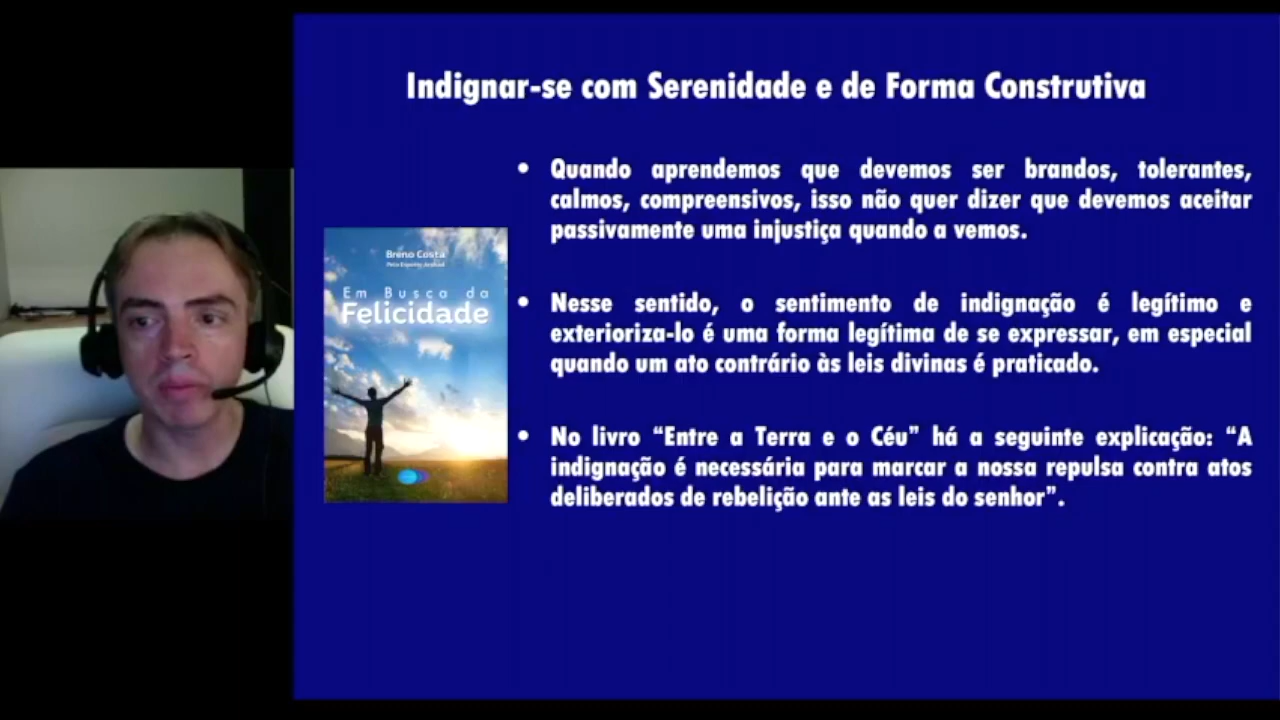 Indignar-se com Serenidade e de Forma Construtiva
• Quando aprendemos que devemos ser brandos, tolerantes,
calmos, compreensivos, isso não quer dizer que devemos aceitar
passivamente uma injustiça quando a vemos.
Breno Costa
Pelo Espírito
Em Busca da
Felicidade
• Nesse sentido, o sentimento de indignação é legítimo e
exterioriza-lo é uma forma legítima de se expressar, em especial
quando um ato contrário às leis divinas é praticado.
• No livro “Entre a Terra e o Céu” há a seguinte explicação: “A
indignação é necessária para marcar a nossa repulsa contra atos
deliberados de rebelição ante as leis do senhor”.